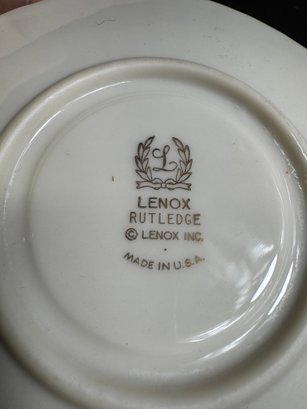 L
LENOX
RUTLEDGE
© LENOX INC.
MADE IN U.S.A.